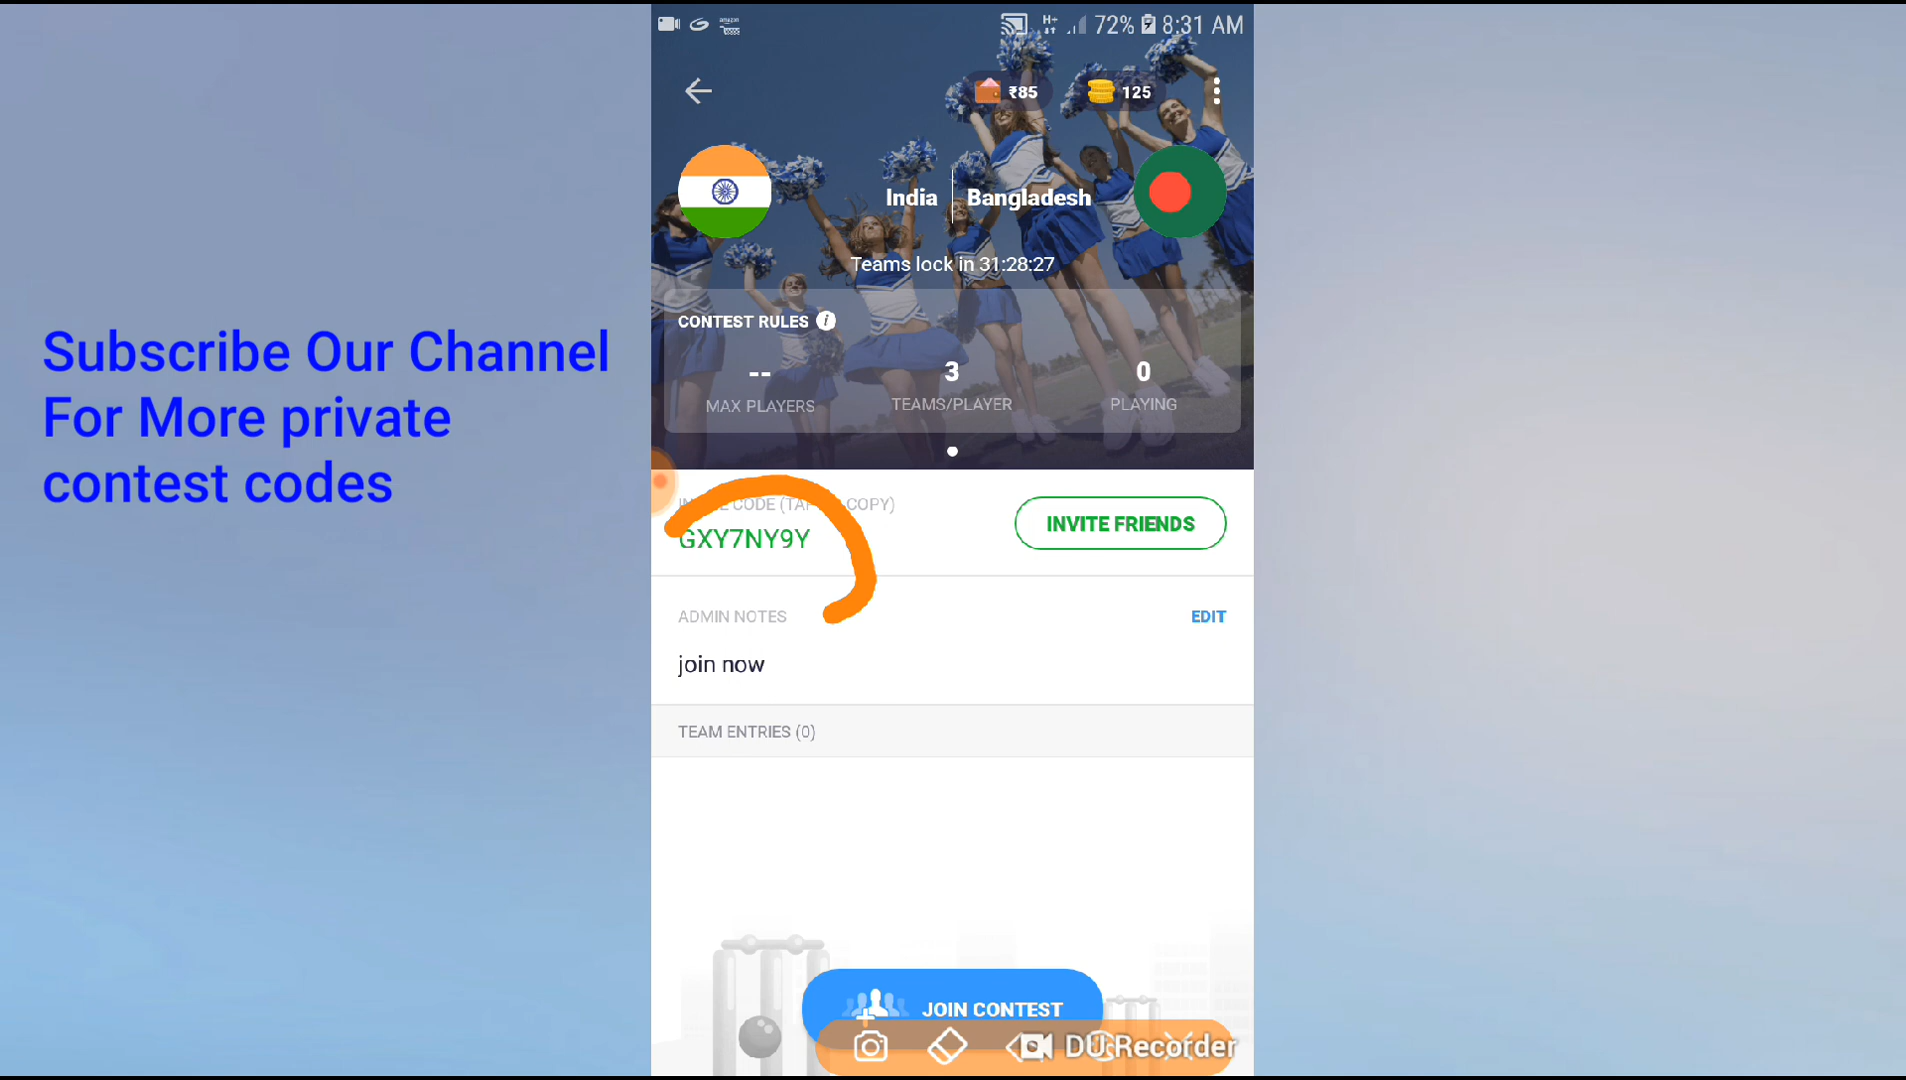 72% 8:31 AM
₹85 125
India Bangladesh
Teams lock in 31:28:27
CONTEST RULES i
-- 3 0
MAX PLAYERS TEAMS/PLAYER PLAYING
Subscribe Our Channel
For More private
contest codes
CODE COPY)
GXY7NY9Y
INVITE FRIENDS
ADMIN NOTES EDIT
join now
TEAM ENTRIES (0)
JOIN CONTEST
DU Recorder